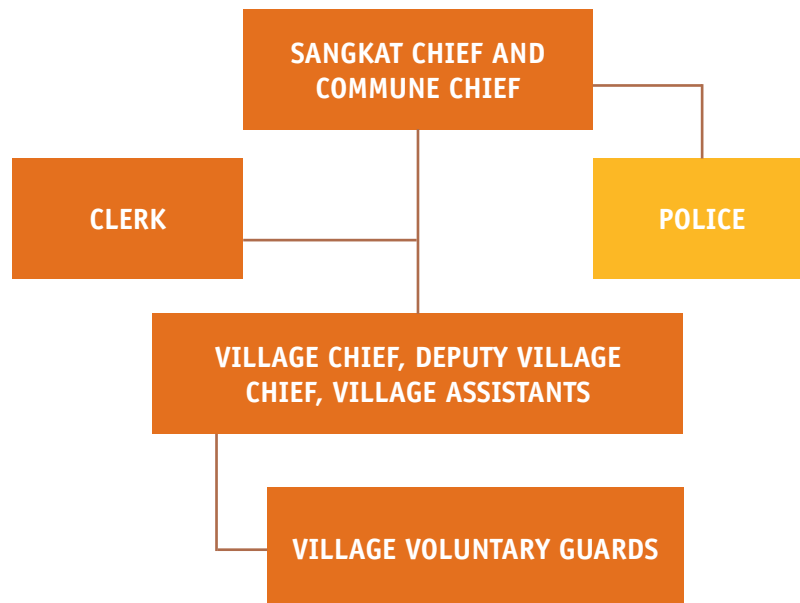 SANGKAT CHIEF AND
COMMUNE CHIEF
CLERK
POLICE
VILLAGE CHIEF, DEPUTY VILLAGE
CHIEF, VILLAGE ASSISTANTS
VILLAGE VOLUNTARY GUARDS